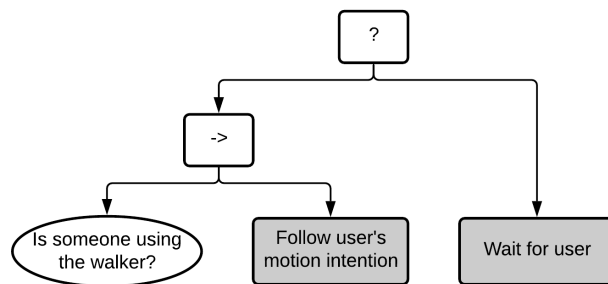 ?
->
Is someone using
the walker?
Follow user's
motion intention
Wait for user